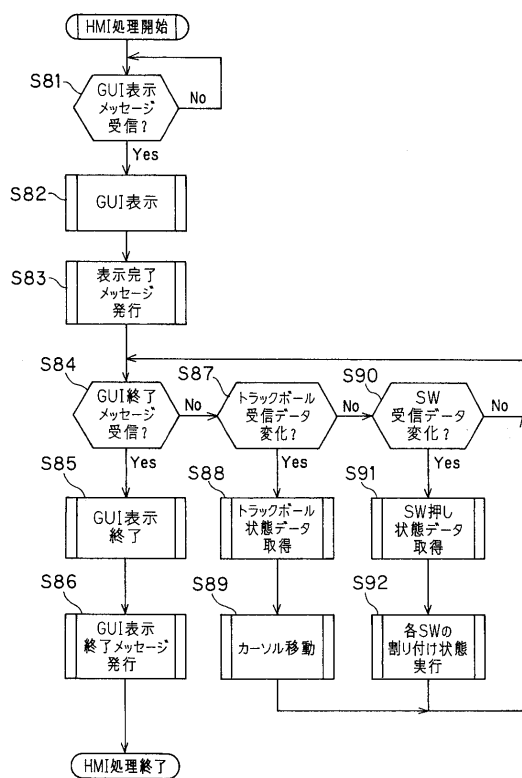 HMI処理開始
S81
GUI表示
メッセージ
受信?
No
Yes
S82
GUI表示
S83
表示完了
メッセージ
発行
S84
GUI終了
メッセージ
受信?
No
Yes
S87
トラックボール
受信データ
変化?
No
Yes
S90
SW
受信データ
変化?
No
Yes
S85
GUI表示
終了
S88
トラックボール
状態データ
取得
S91
SW押し
状態データ
取得
S86
GUI表示
終了メッセージ
発行
S89
カーソル移動
S92
各SWの
割り付け状態
実行
HMI処理終了